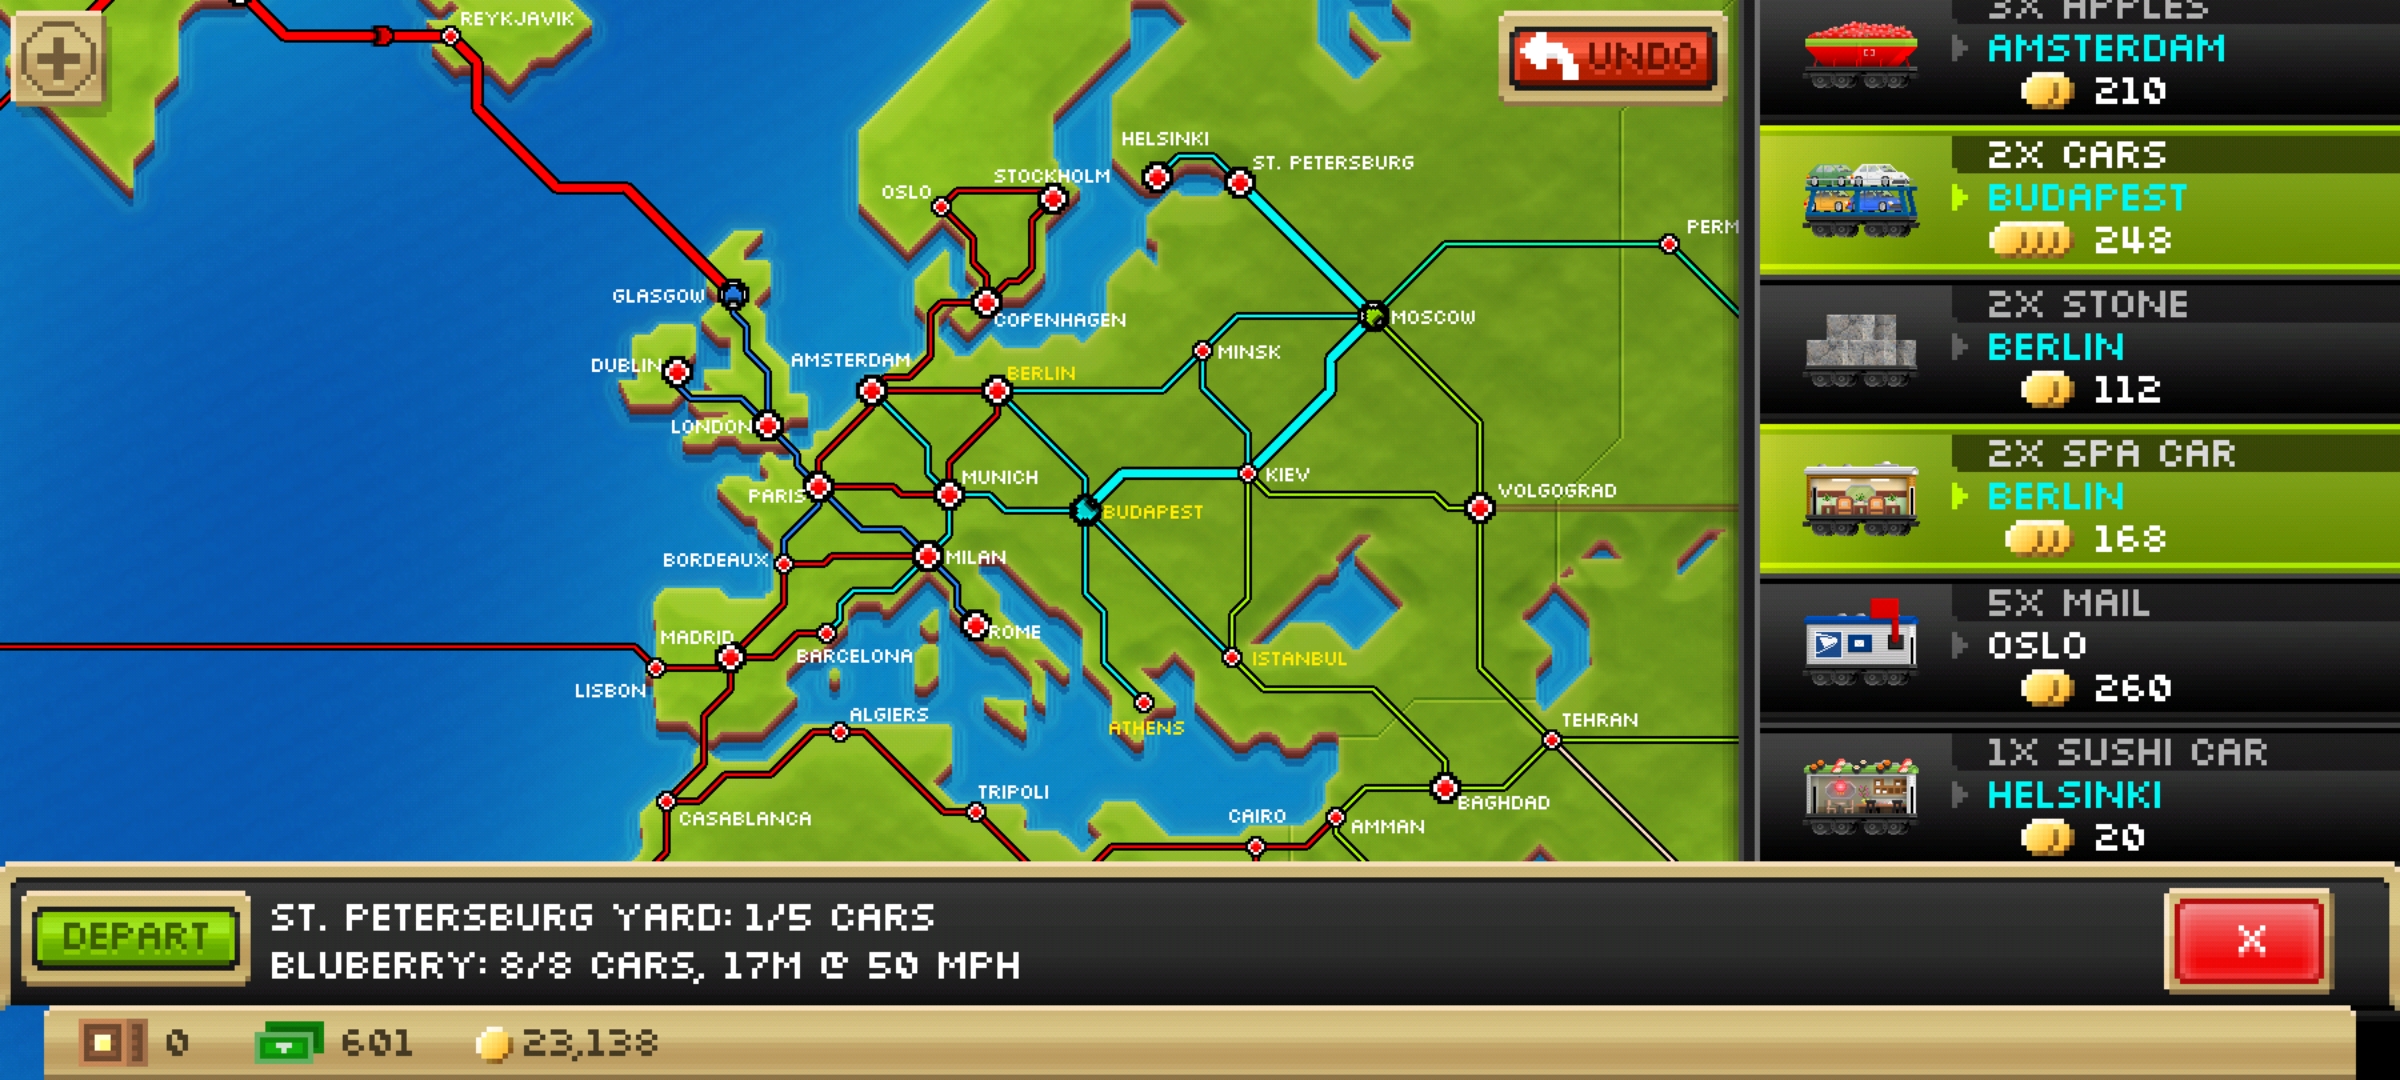 REYKJAVIK
UNDO
HELSINKI
ST. PETERSBURG
STOCKHOLM
OSLO
PERM
GLASGOW
COPENHAGEN
MOSCOW
MINSK
DUBLIN
AMSTERDAM
BERLIN
LONDON
MUNICH
KIEV
VOLGOGRAD
PARIS
BUDAPEST
BORDEAUX
MILAN
MADRID
ROME
BARCELONA
ISTANBUL
LISBON
ALGIERS
ATHENS
TEHRAN
TRIPOLI
CASABLANCA
CAIRO
AMMAN
BAGHDAD
3X APPLES
AMSTERDAM
210
2X CARS
BUDAPEST
248
2X STONE
BERLIN
112
2X SPA CAR
BERLIN
168
5X MAIL
OSLO
260
1X SUSHI CAR
HELSINKI
20
DEPART
ST. PETERSBURG YARD: 1/5 CARS
BLUBERRY: 8/8 CARS, 17M @ 50 MPH
X
0
601
23,138